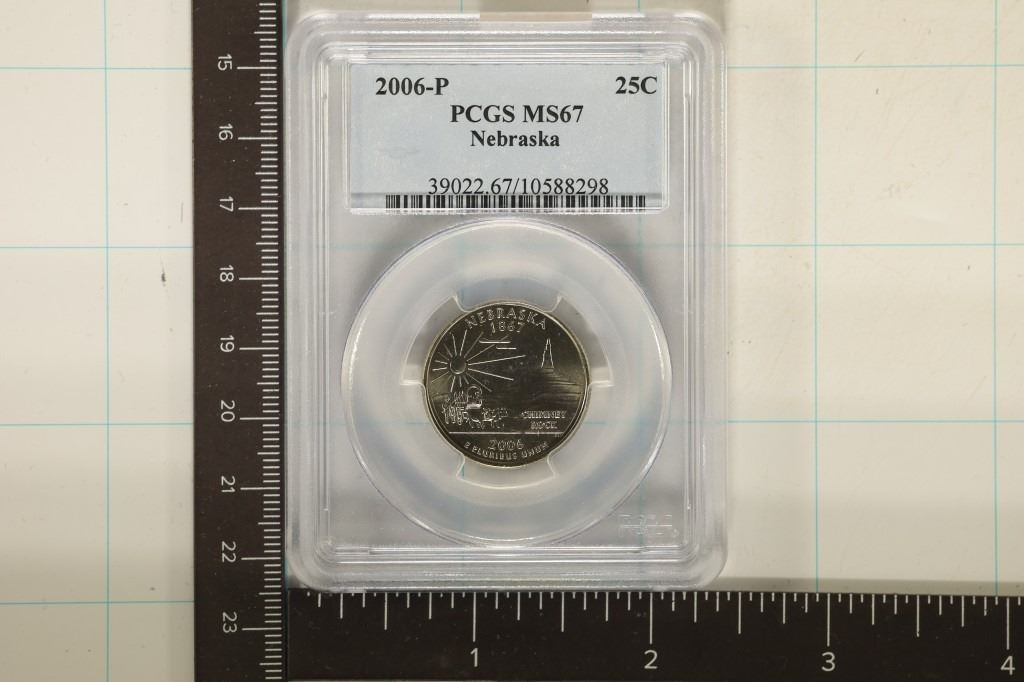 2006-P 25C
PCGS MS67
Nebraska
39022.67/10588298
NEBRASKA
1867
CHIMNEY
ROCK
2006
E PLURIBUS UNUM
15
16
17
18
19
20
21
22
23
1 2 3 4